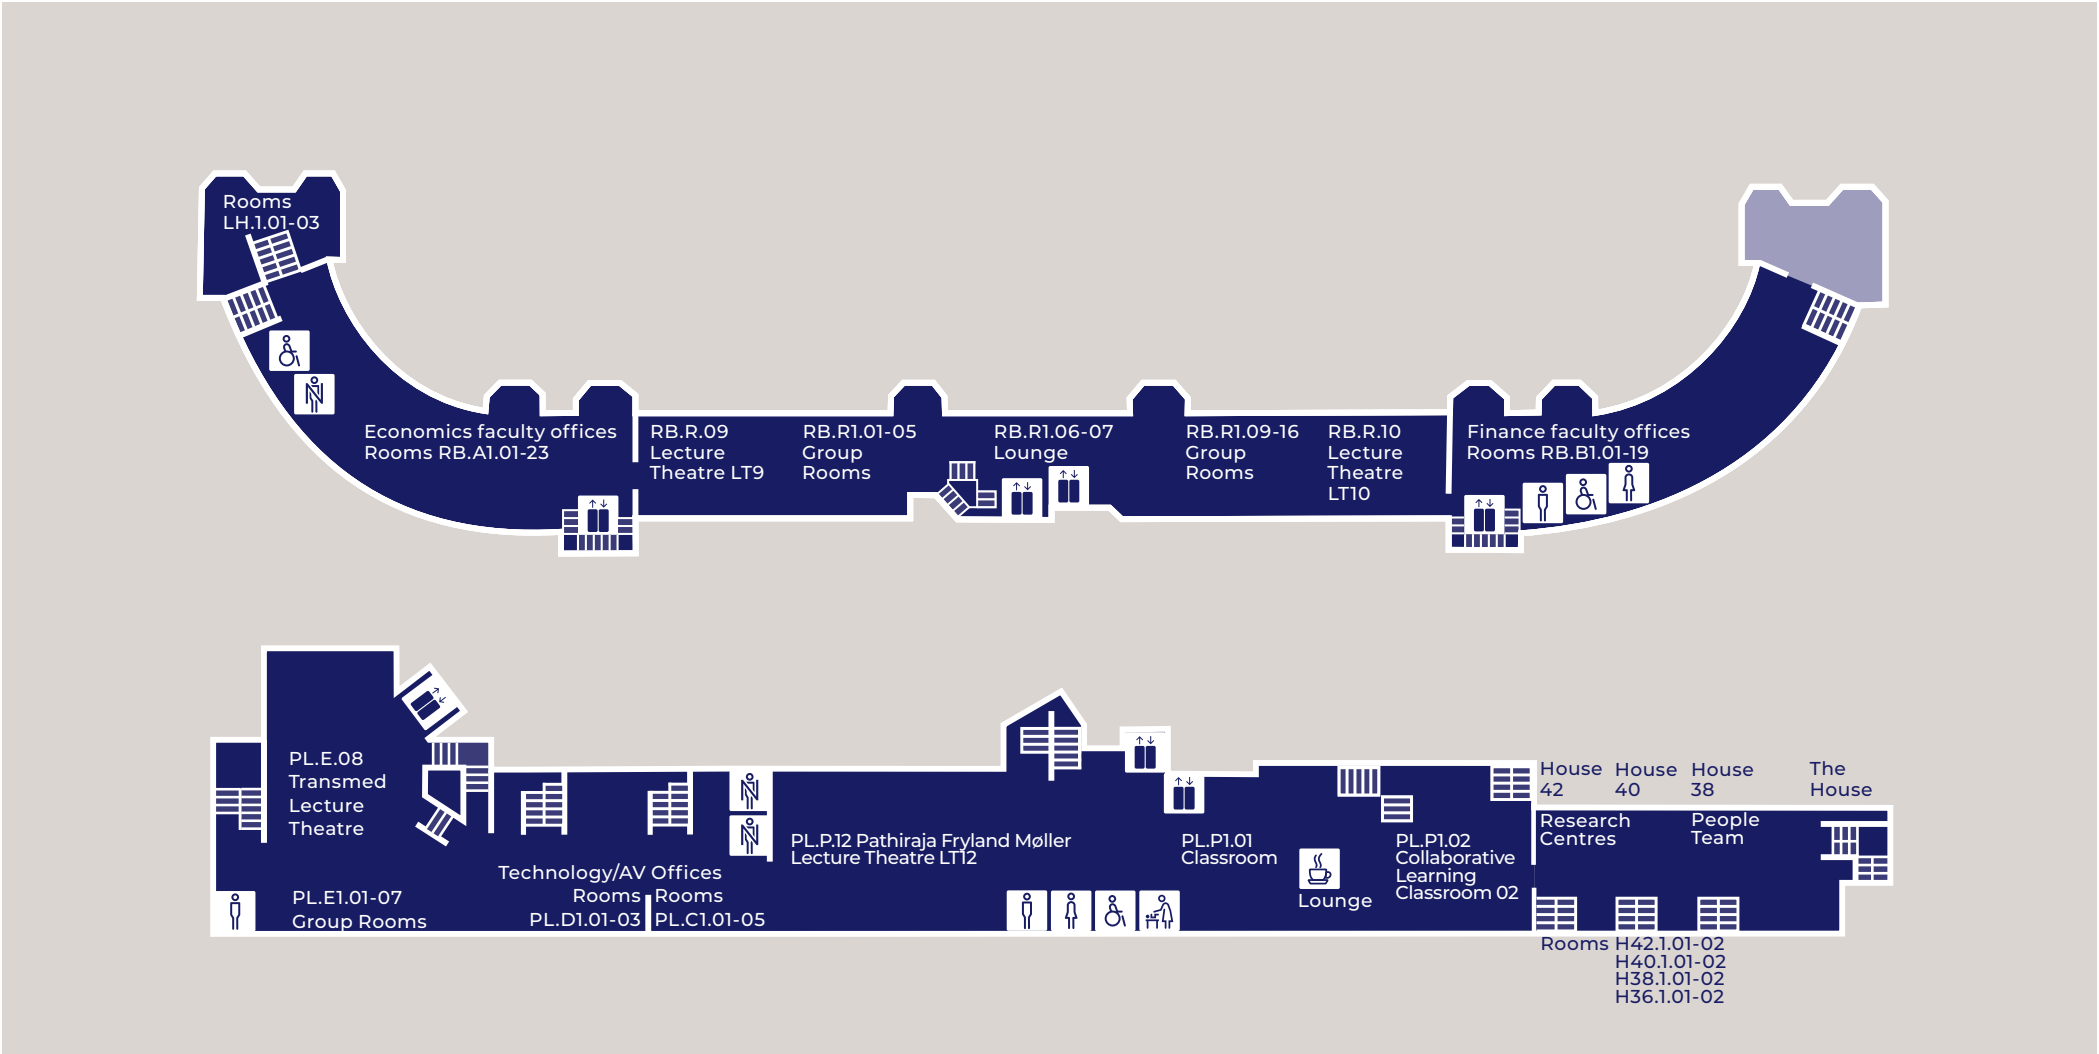 Rooms
LH.1.01-03
Economics faculty offices
Rooms RB.A1.01-23
RB.R.09
Lecture
Theatre LT9
RB.R1.01-05
Group
Rooms
RB.R1.06-07
Lounge
RB.R1.09-16
Group
Rooms
RB.R.10
Lecture
Theatre
LT10
Finance faculty offices
Rooms RB.B1.01-19
PL.E.08
Transmed
Lecture
Theatre
PL.E1.01-07
Group Rooms
Technology/AV Offices
Rooms
PL.D1.01-03
Rooms
PL.C1.01-05
PL.P.12 Pathiraja Fryland Møller
Lecture Theatre LT12
PL.P1.01
Classroom
Lounge
PL.P1.02
Collaborative
Learning
Classroom 02
House
42
House
40
House
38
The
House
Research
Centres
People
Team
Rooms H42.1.01-02
H40.1.01-02
H38.1.01-02
H36.1.01-02